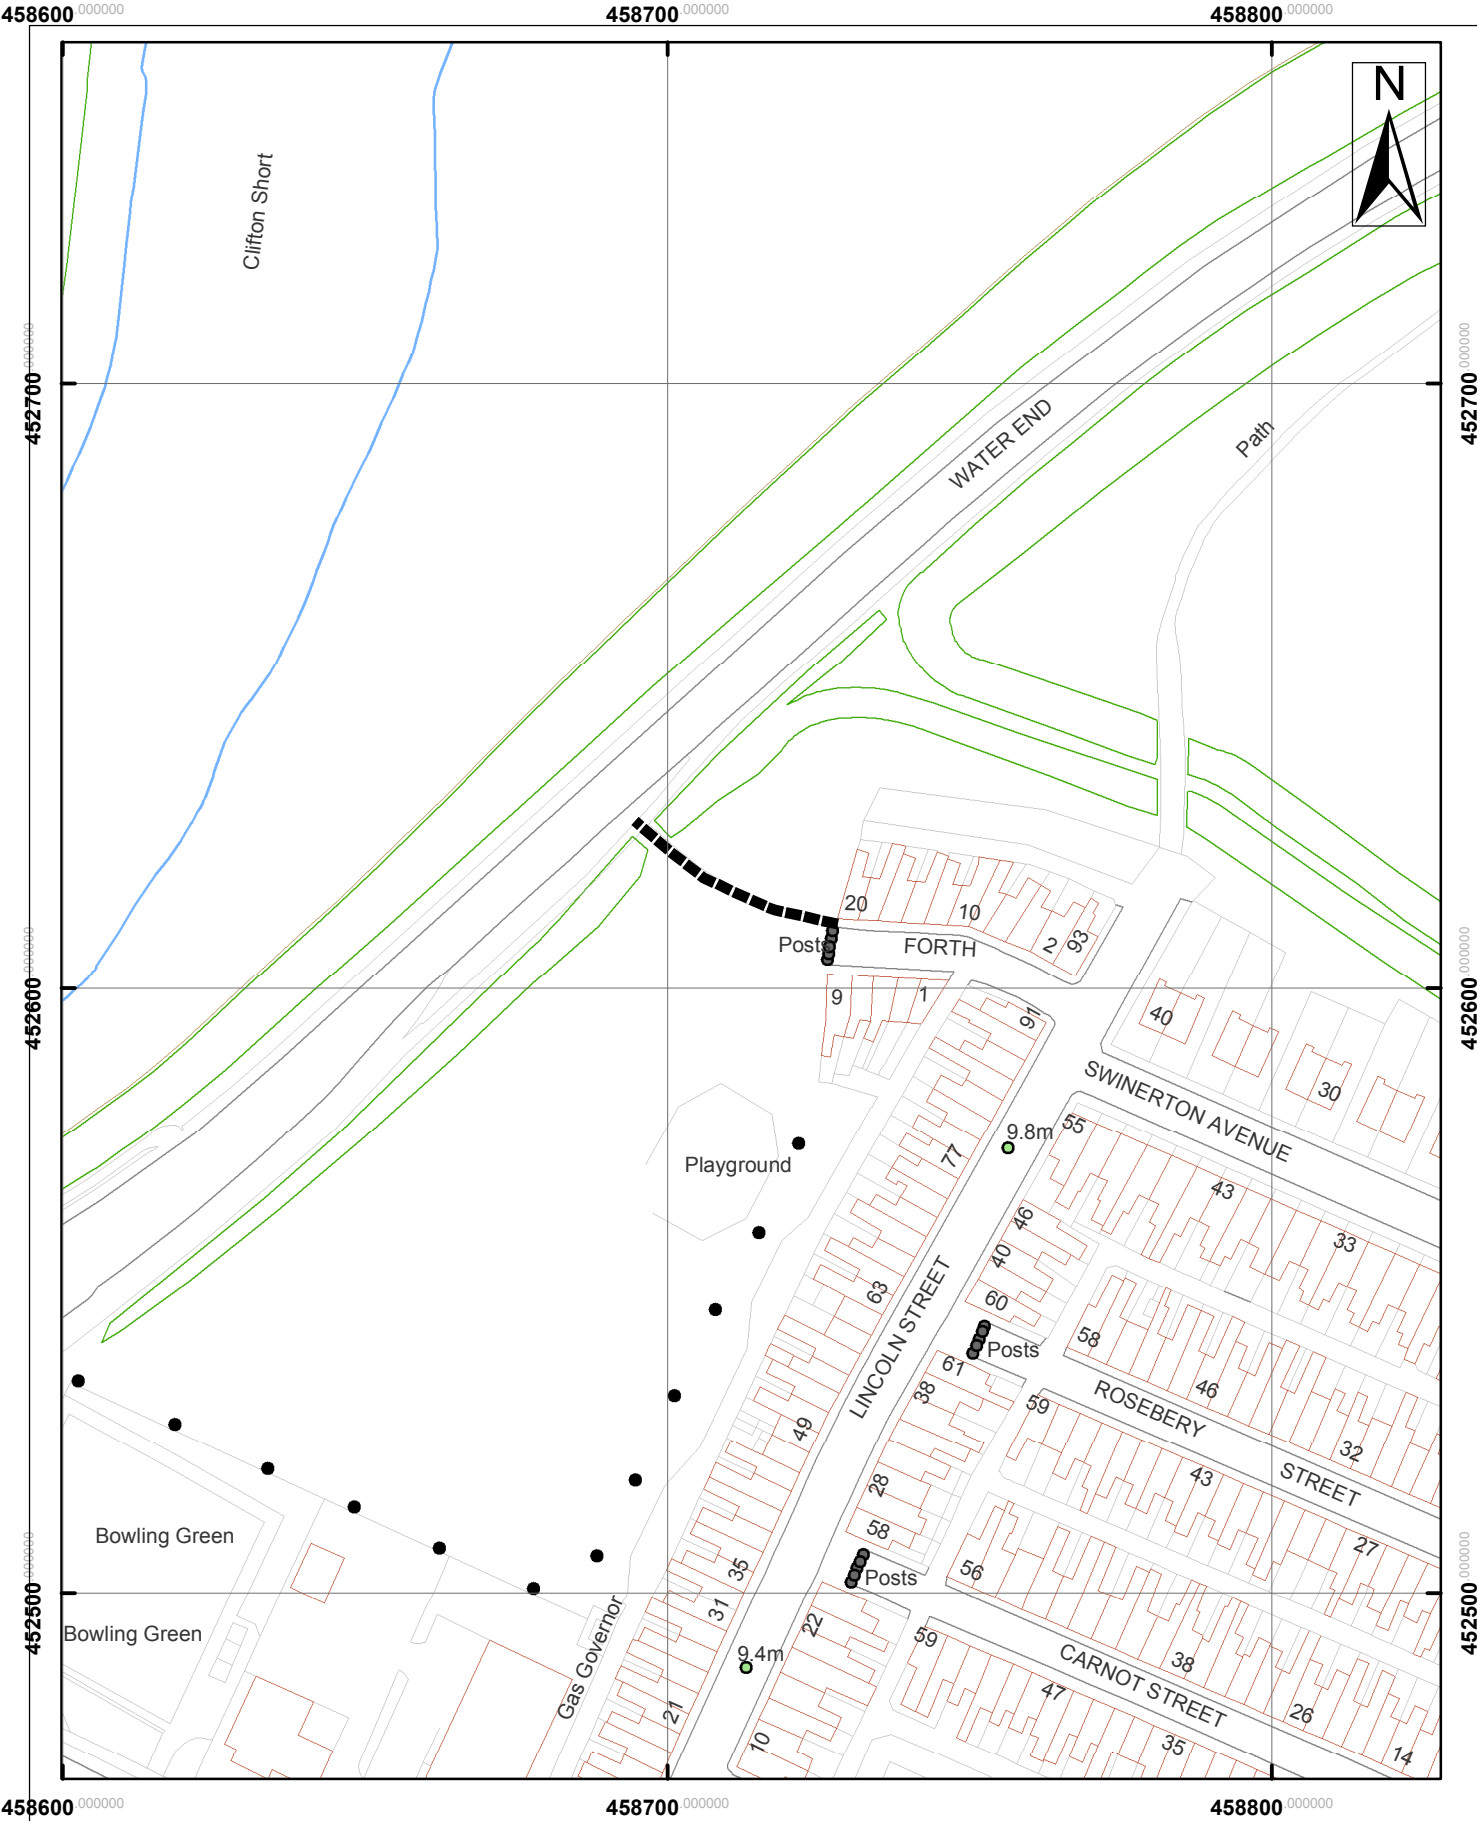 458600.000000
458700.000000
458800.000000
N
Clifton Short
452700.000000
452700.000000
WATER END
Path
20
10
2
93
Posts
FORTH
452600.000000
452600.000000
9
1
91
40
30
SWINERTON AVENUE
9.8m
55
77
Playground
43
33
46
40
63
60
58
Posts
61
LINCOLN STREET
38
46
ROSEBERY
STREET
59
49
32
43
28
Bowling Green
58
27
35
56
Posts
452500.000000
452500.000000
31
22
Bowling Green
59
Gas Governor
9.4m
38
CARNOT STREET
47
21
26
10
35
14
458600.000000
458700.000000
458800.000000